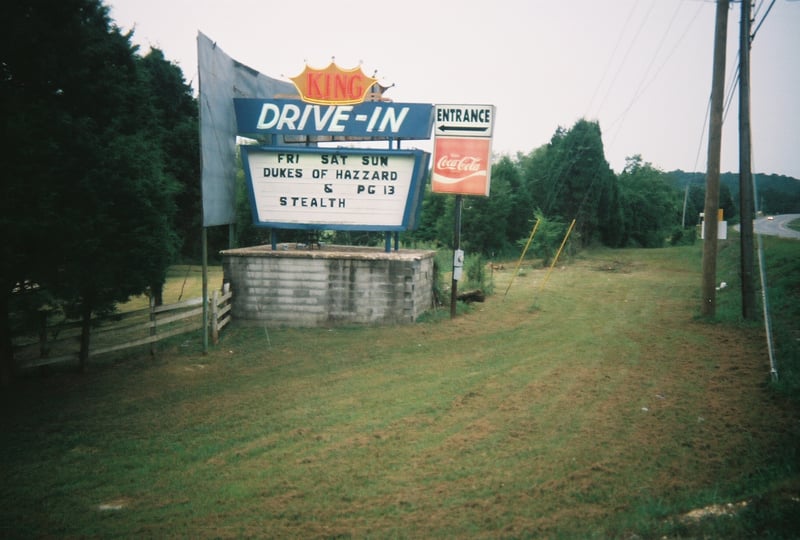 KING
DRIVE-IN
ENTRANCE
Coca-Cola
FRI SAT SUN
DUKES OF HAZZARD
& PG 13
STEALTH